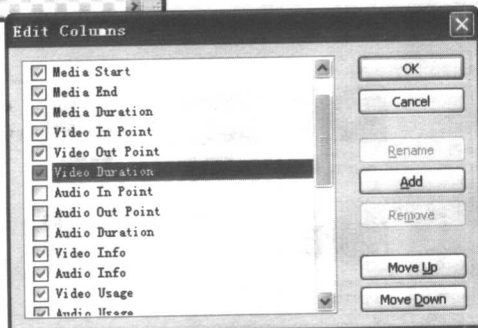 Edit Columns
Media Start
Media End
Media Duration
Video In Point
Video Out Point
Video Duration
Audio In Point
Audio Out Point
Audio Duration
Video Info
Audio Info
Video Usage
Audio Usage
OK
Cancel
Rename
Add
Remove
Move Up
Move Down